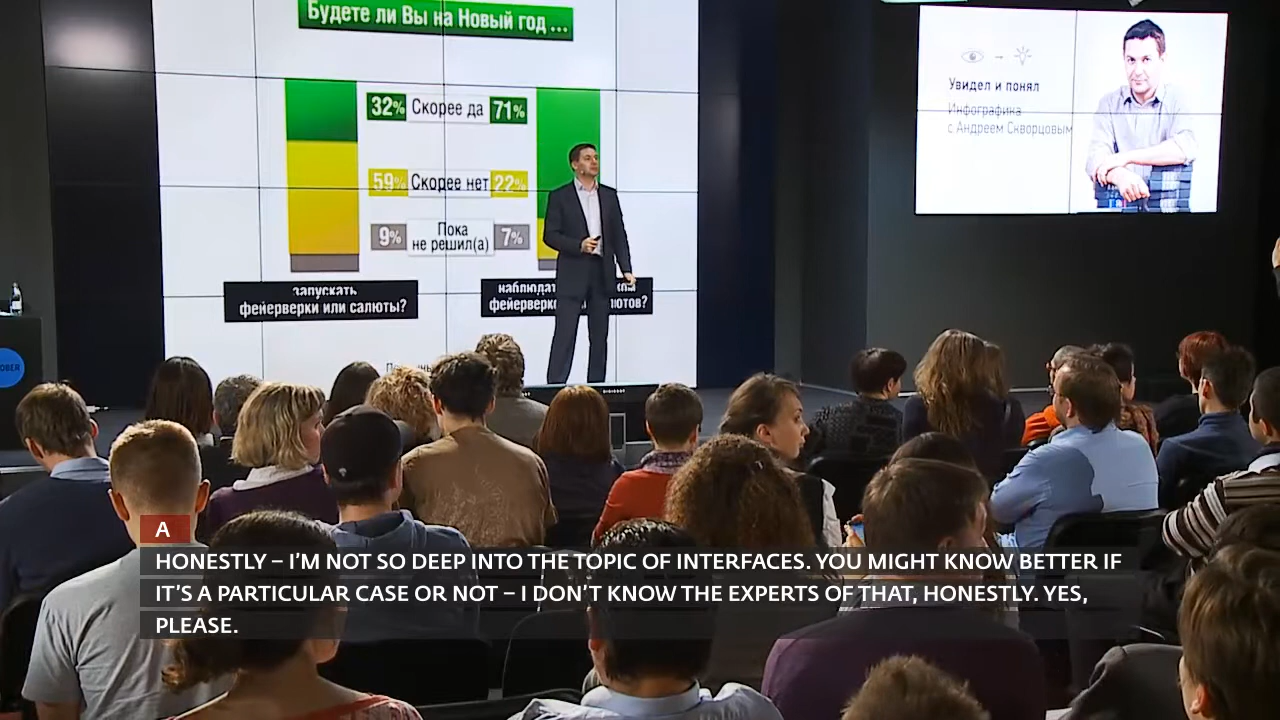 Будете ли Вы на Новый год ...
32% Скорее да 71%
59% Скорее нет 22%
9% Пока не решил(а) 7%
запускать
фейерверки или салюты?
Увидел и понял
Инфографика
с Андреем Скворцовым
A
HONESTLY – I'M NOT SO DEEP INTO THE TOPIC OF INTERFACES. YOU MIGHT KNOW BETTER IF
IT'S A PARTICULAR CASE OR NOT – I DON'T KNOW THE EXPERTS OF THAT, HONESTLY. YES,
PLEASE.